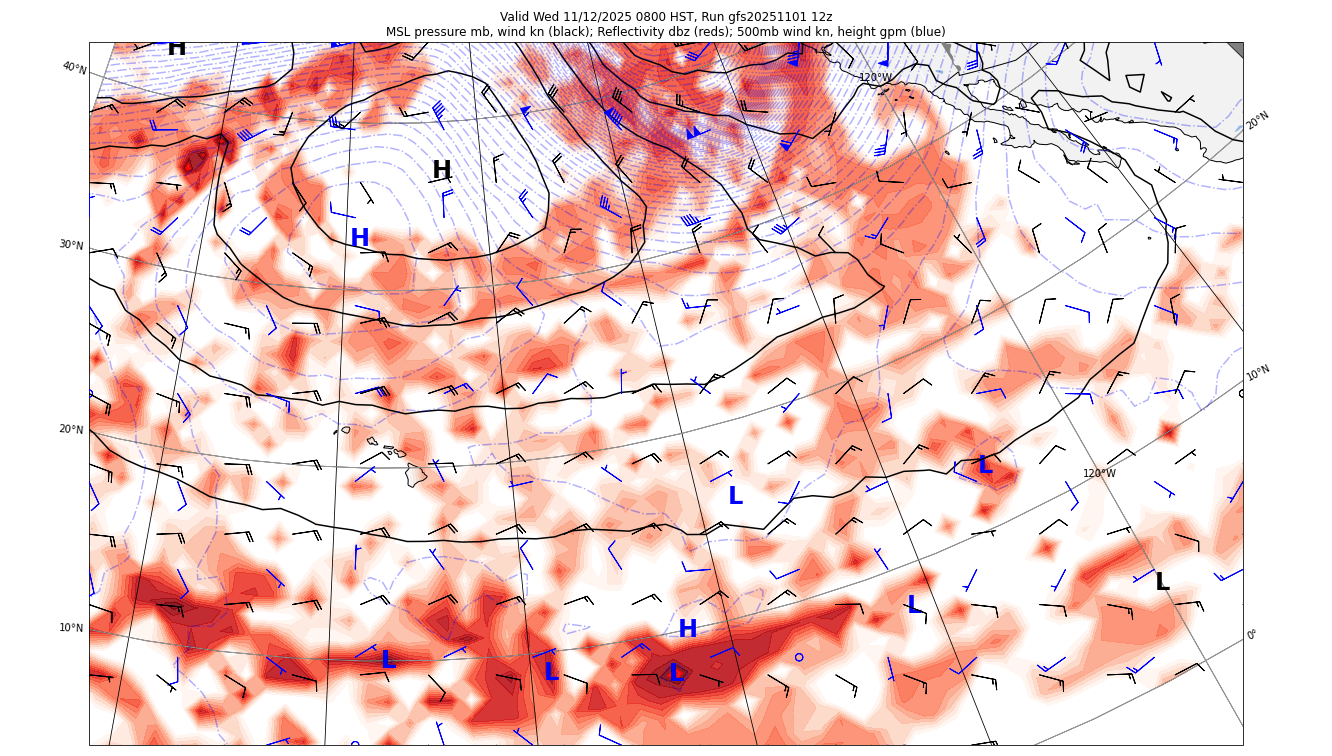 Valid Wed 11/12/2025 0800 HST, Run gfs20251101 12z
MSL pressure mb, wind kn (black); Reflectivity dbz (reds); 500mb wind kn, height gpm (blue)
H
40°N
120°W
20°N
H
H
30°N
10°N
20°N
L
120°W
L
L
L
10°N
H
0°
L
L
L